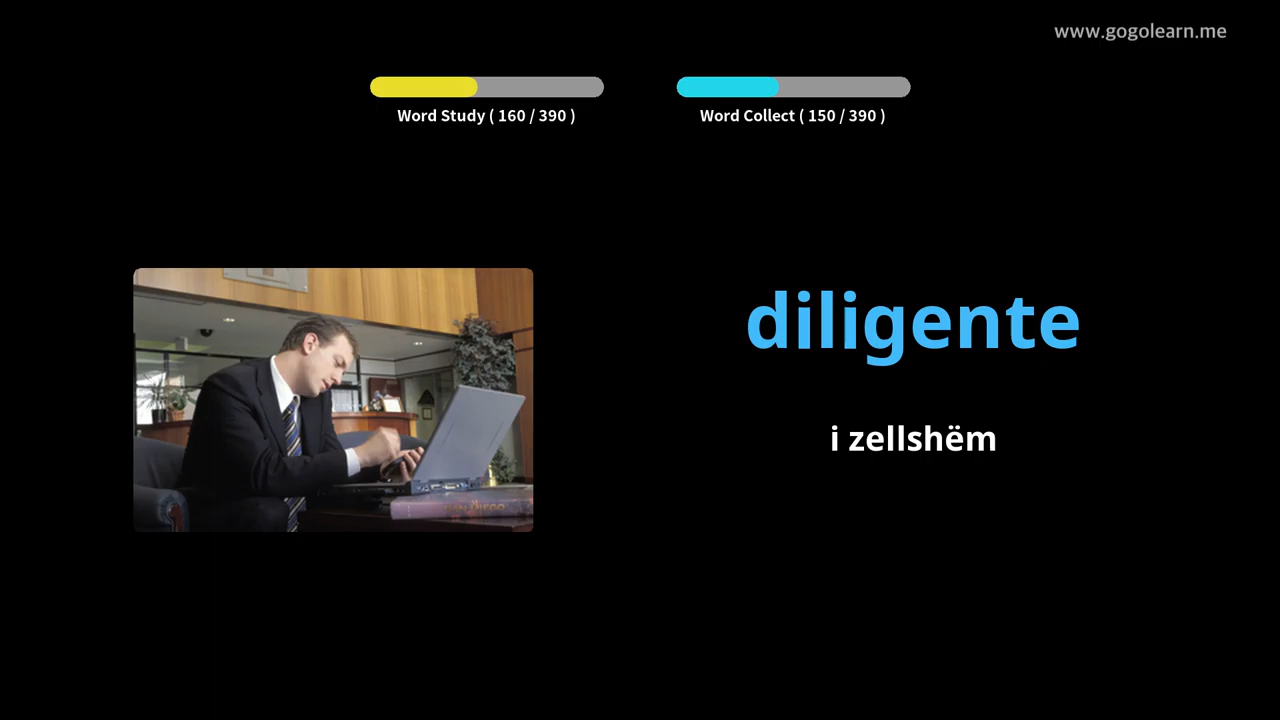 www.gogolearn.me
Word Study ( 160 / 390 )
Word Collect ( 150 / 390 )
diligente
i zellshëm